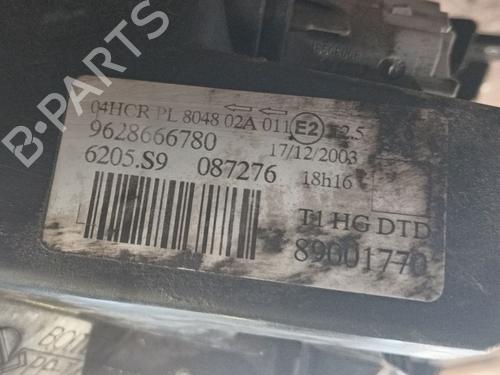 B-PARTS
04HCR PL 8048 02A 011 E2 12.5
9628666780 17/12/2003
6205.S9 087276 18h16
T1 HG DTD
89001770